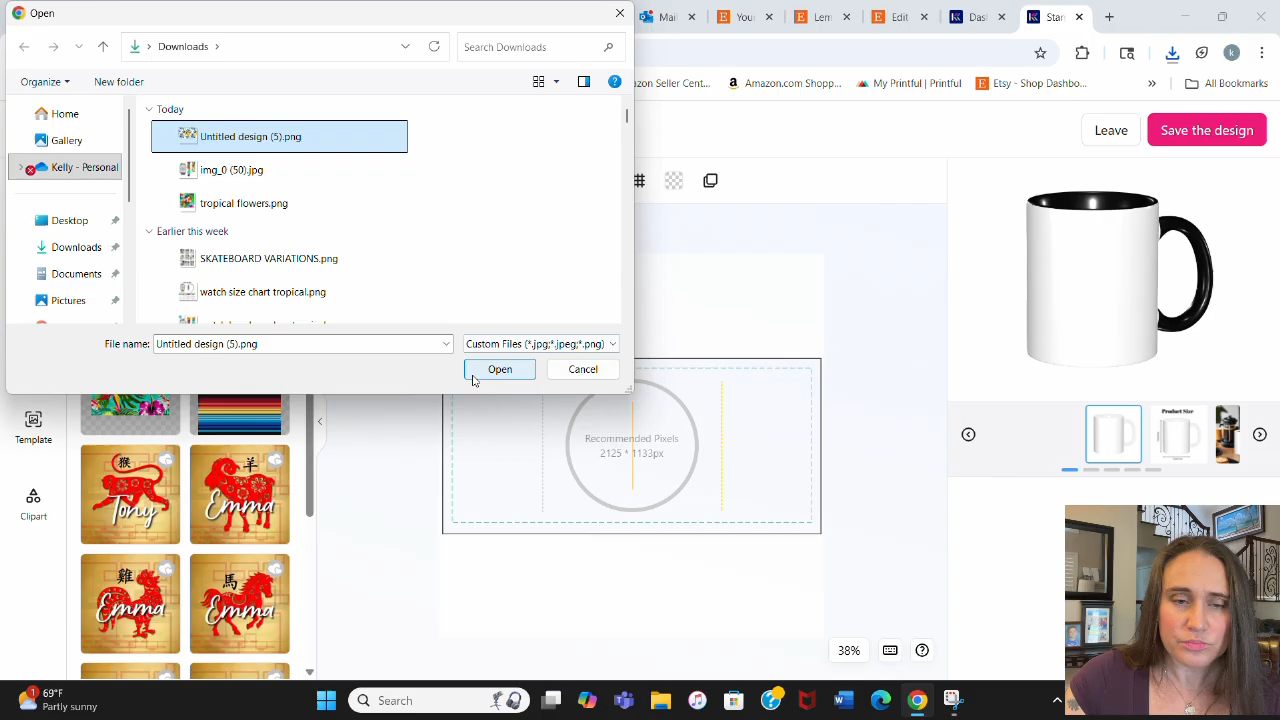 Open
Mail
Your
Etsy
Lem
Edit
Das
Star
Downloads
Search Downloads
Organize
New folder
azon Seller Cent...
Amazon.com Shopp...
My Printful | Printful
Etsy - Shop Dashbo...
All Bookmarks
Home
Gallery
Kelly - Personal
Desktop
Downloads
Documents
Pictures
Today
Untitled design (5).png
img_0 (50).jpg
tropical flowers.png
Earlier this week
SKATEBOARD VARIATIONS.png
watch size chart tropical.png
File name:
Untitled design (5).png
Custom Files (*.jpg;*.jpeg;*.png)
Open
Cancel
Leave
Save the design
Template
Clipart
猴
Tony
羊
Emma
雞
Emma
馬
Emma
Recommended Pixels
2125 * 1133px
Product Size
38%
1
69°F
Partly sunny
Search